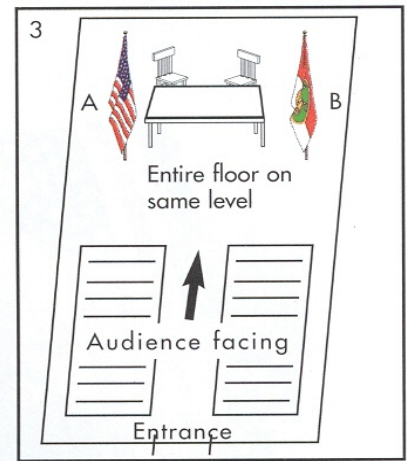 3
A
B
Entire floor on
same level
Audience facing
Entrance